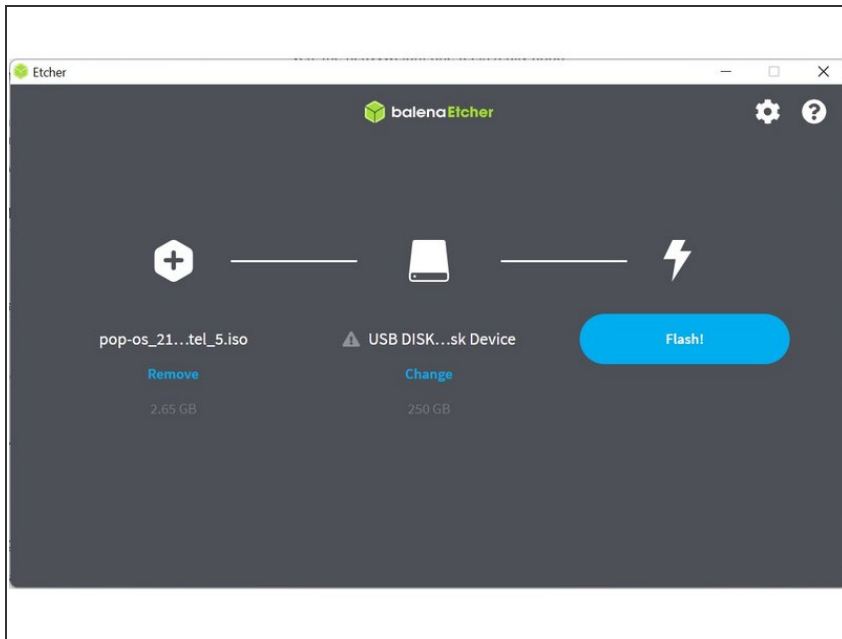 Etcher
balenaEtcher
pop-os_21...tel_5.iso
USB DISK...sk Device
Flash!
Remove
Change
2.65 GB
250 GB